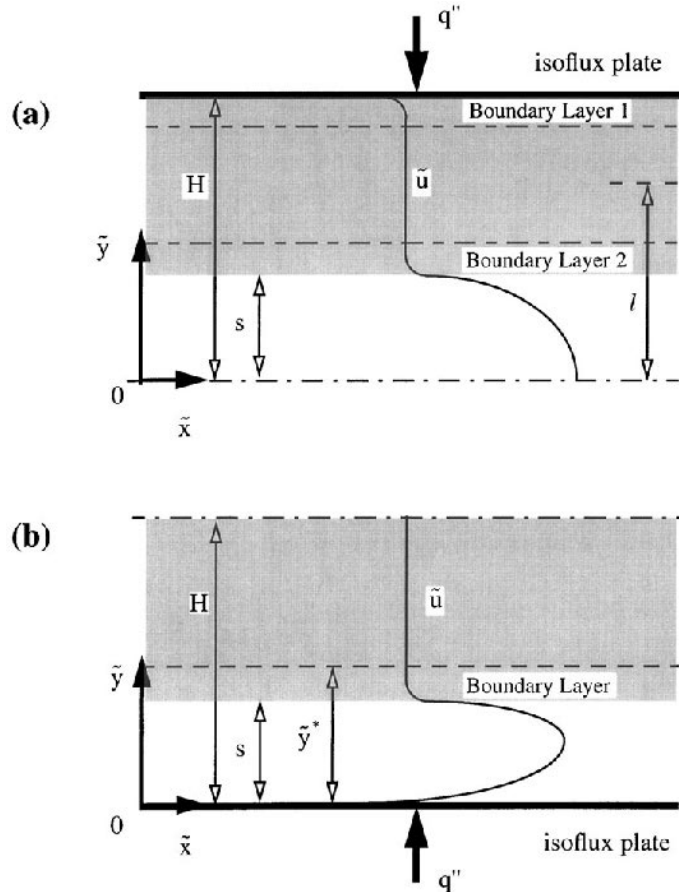 q"
isoflux plate
(a)
Boundary Layer 1
H
ũ
ỹ
Boundary Layer 2
s
l
0
x̃
(b)
H
ũ
ỹ
Boundary Layer
s
ỹ*
0
x̃
isoflux plate
q"